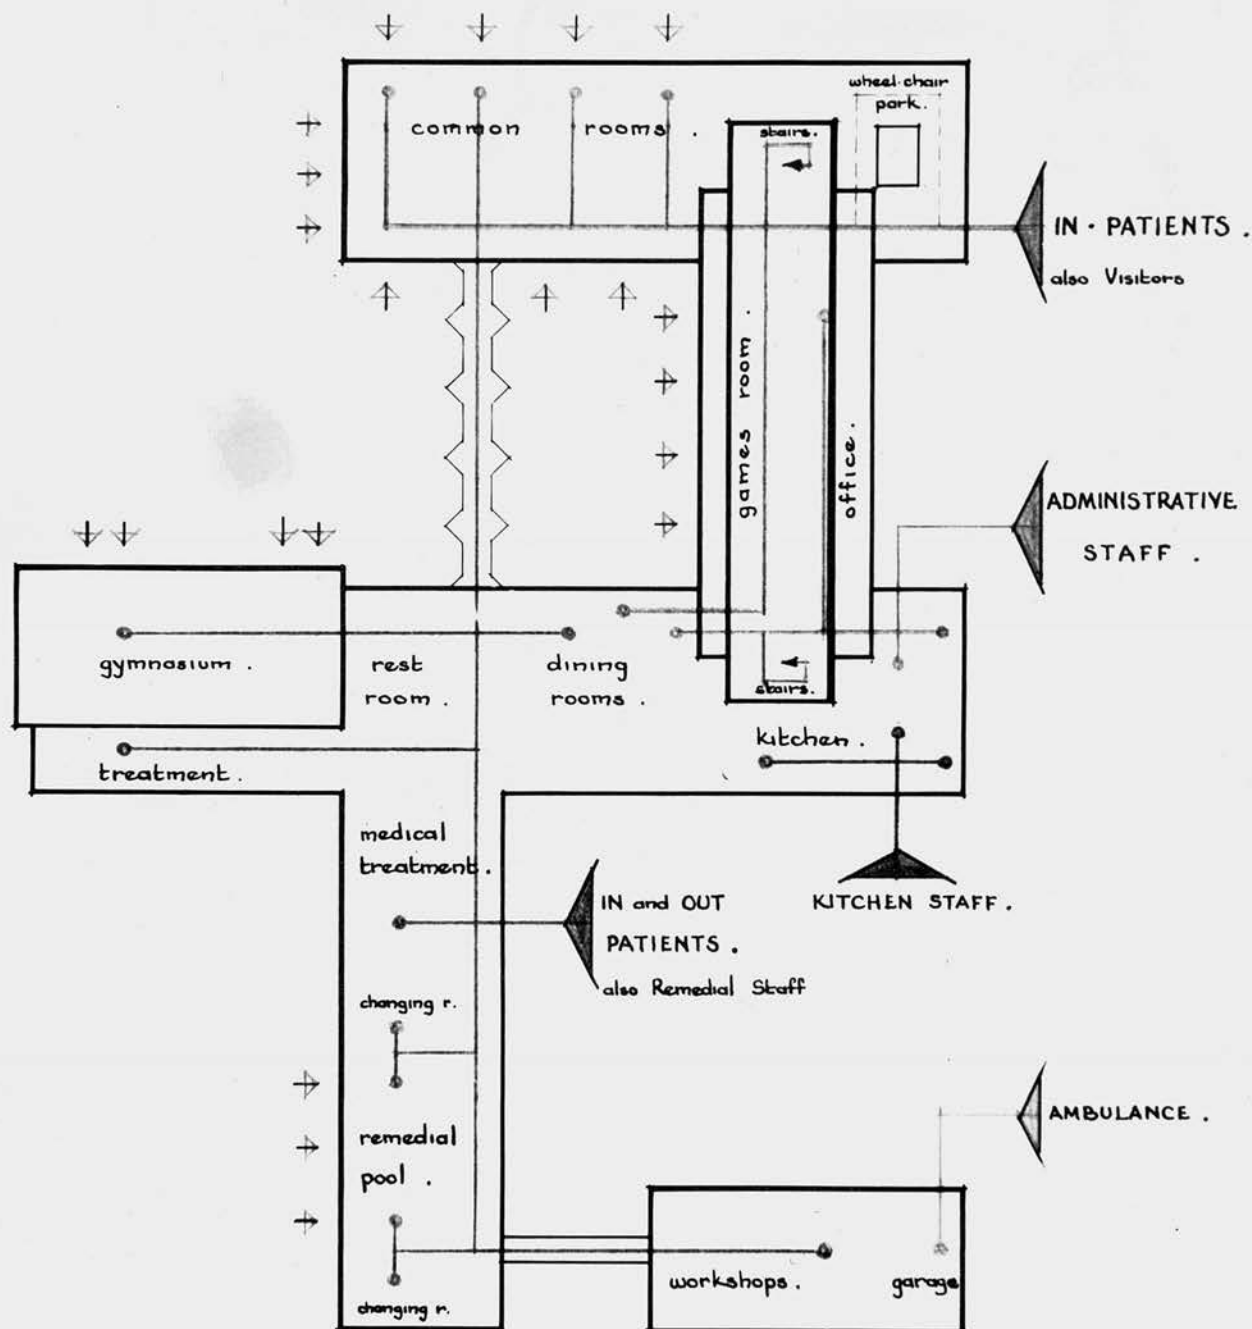 wheel-chair
park.
common rooms.
stairs.
IN·PATIENTS.
also Visitors
games room.
office.
ADMINISTRATIVE
STAFF.
gymnasium.
rest
room.
dining
rooms.
stairs.
kitchen.
treatment.
medical
treatment.
IN and OUT
PATIENTS.
also Remedial Staff
KITCHEN STAFF.
changing r.
remedial
pool.
AMBULANCE.
workshops.
garage
changing r.